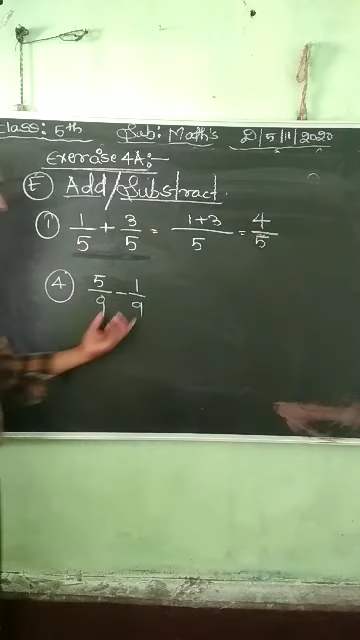 Class: 5th Sub: Math's D/5/11/2020
Exercise 4A:-
E Add/Substract.
1 1/5 + 3/5 = 1+3/5 = 4/5
4 5/9 - 1/9